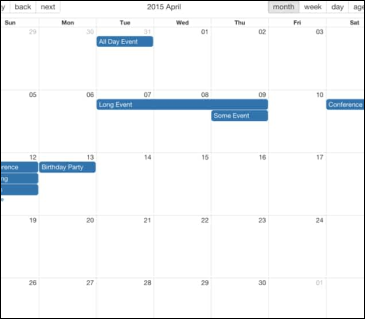 y back next 2015 April month week day age
Sun Mon Tue Wed Thu Fri Sat
29 30 31 01 02 03
All Day Event
05 06 07 08 09 10
Long Event Conference
Some Event
12 13 14 15 16 17
erence Birthday Party
ng
19 20 21 22 23 24
26 27 28 29 30 01